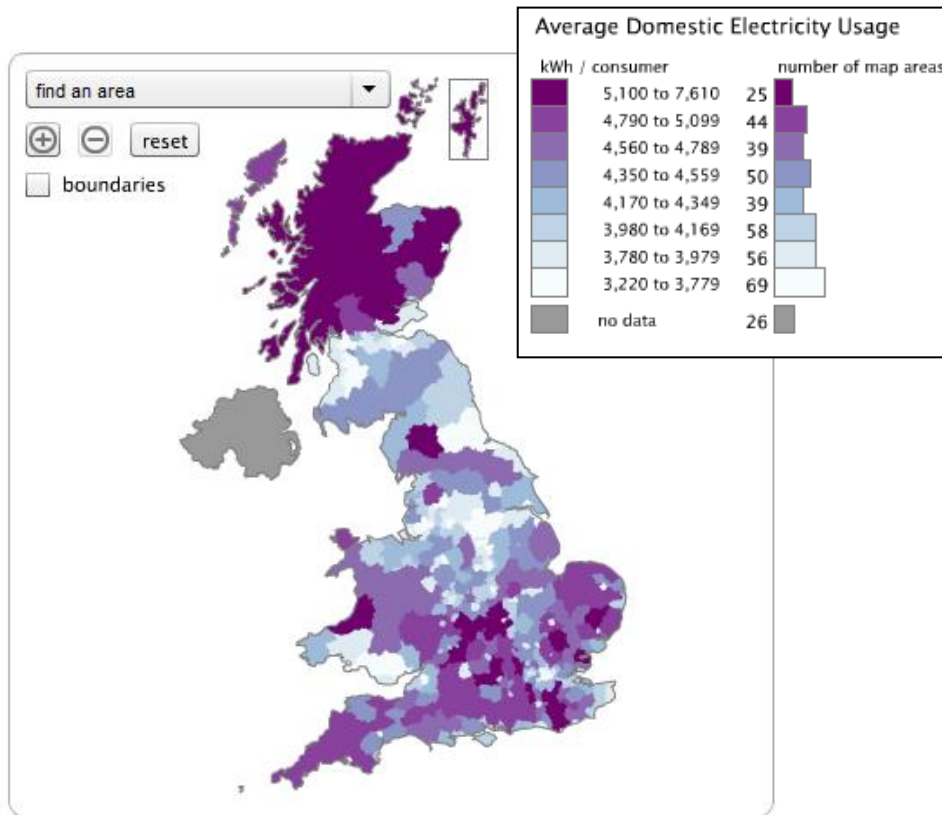 Average Domestic Electricity Usage
kWh / consumer number of map areas
5,100 to 7,610 25
4,790 to 5,099 44
4,560 to 4,789 39
4,350 to 4,559 50
4,170 to 4,349 39
3,980 to 4,169 58
3,780 to 3,979 56
3,220 to 3,779 69
no data 26
find an area
reset
boundaries